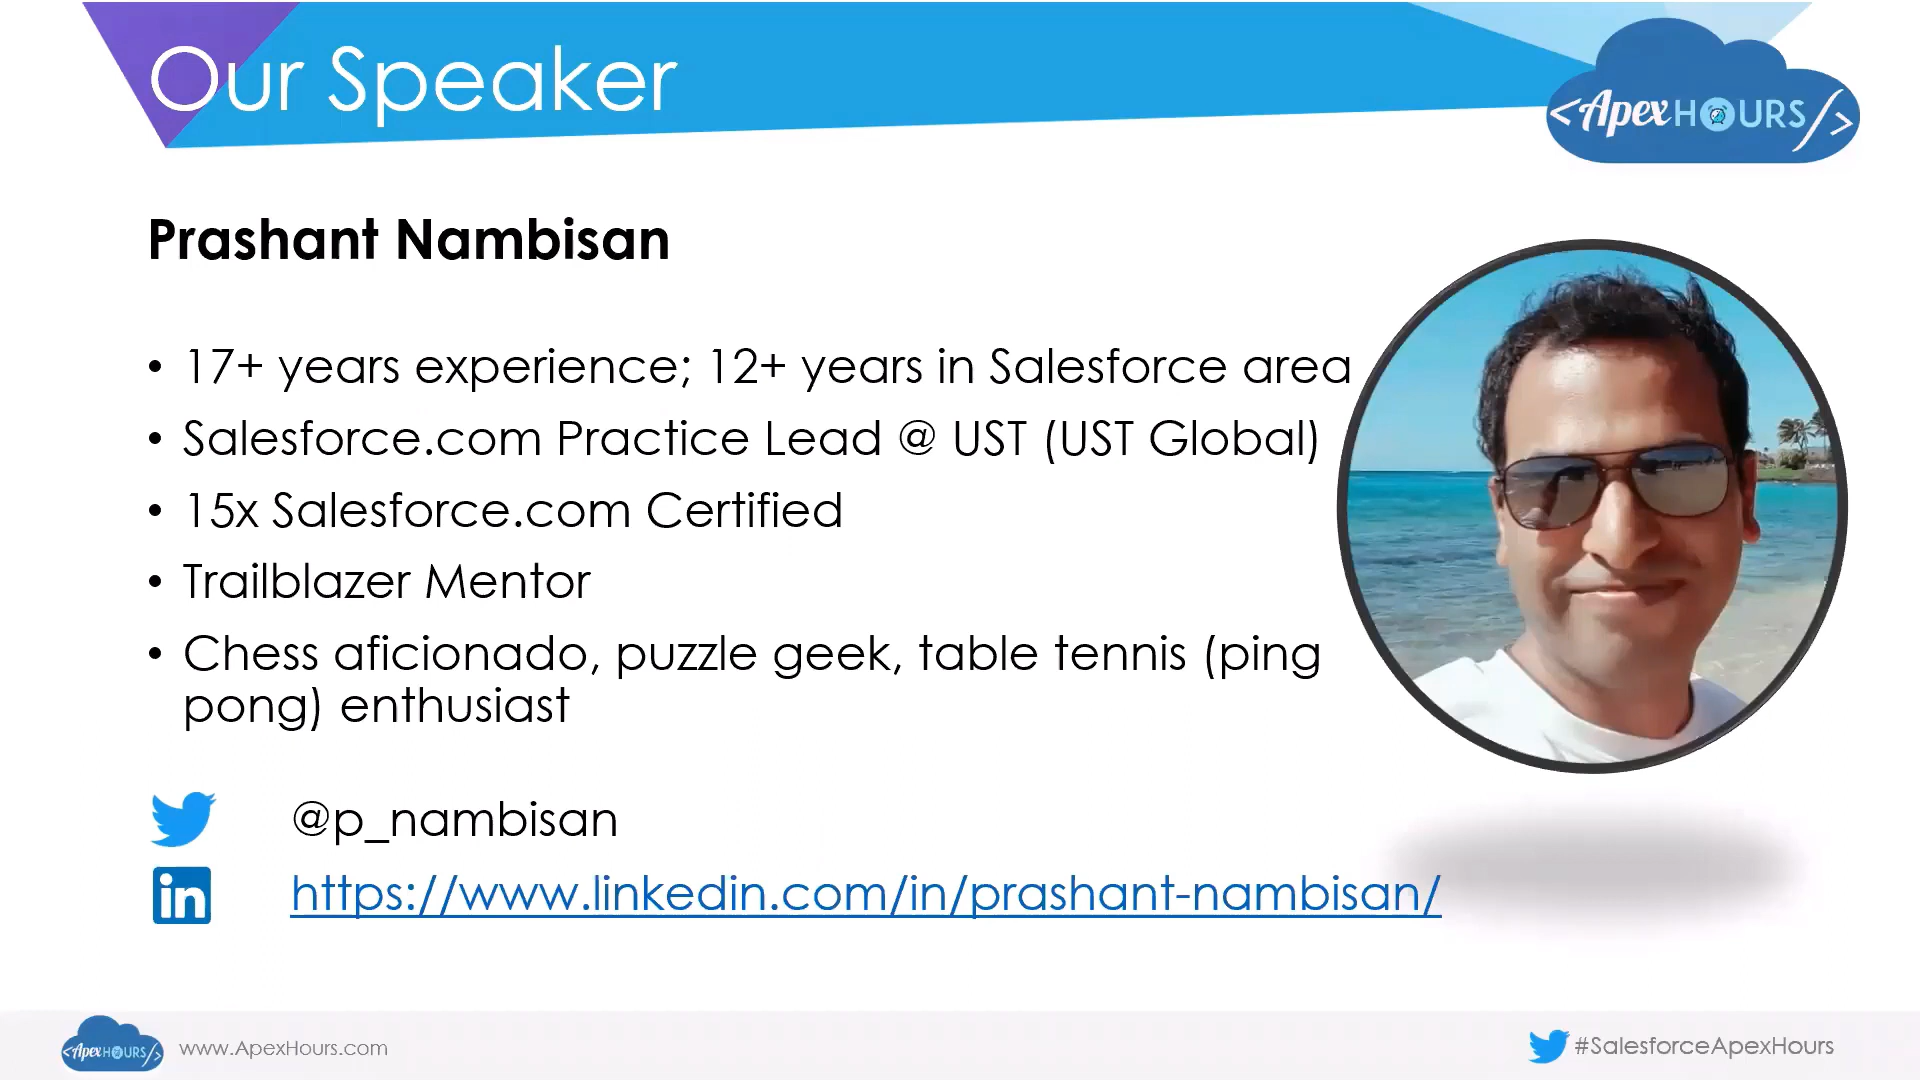 Our Speaker
<ApexHOURS/>
Prashant Nambisan
• 17+ years experience; 12+ years in Salesforce area
• Salesforce.com Practice Lead @ UST (UST Global)
• 15x Salesforce.com Certified
• Trailblazer Mentor
• Chess aficionado, puzzle geek, table tennis (ping
pong) enthusiast
@p_nambisan
in https://www.linkedin.com/in/prashant-nambisan/
<ApexHOURS/> www.ApexHours.com
#SalesforceApexHours